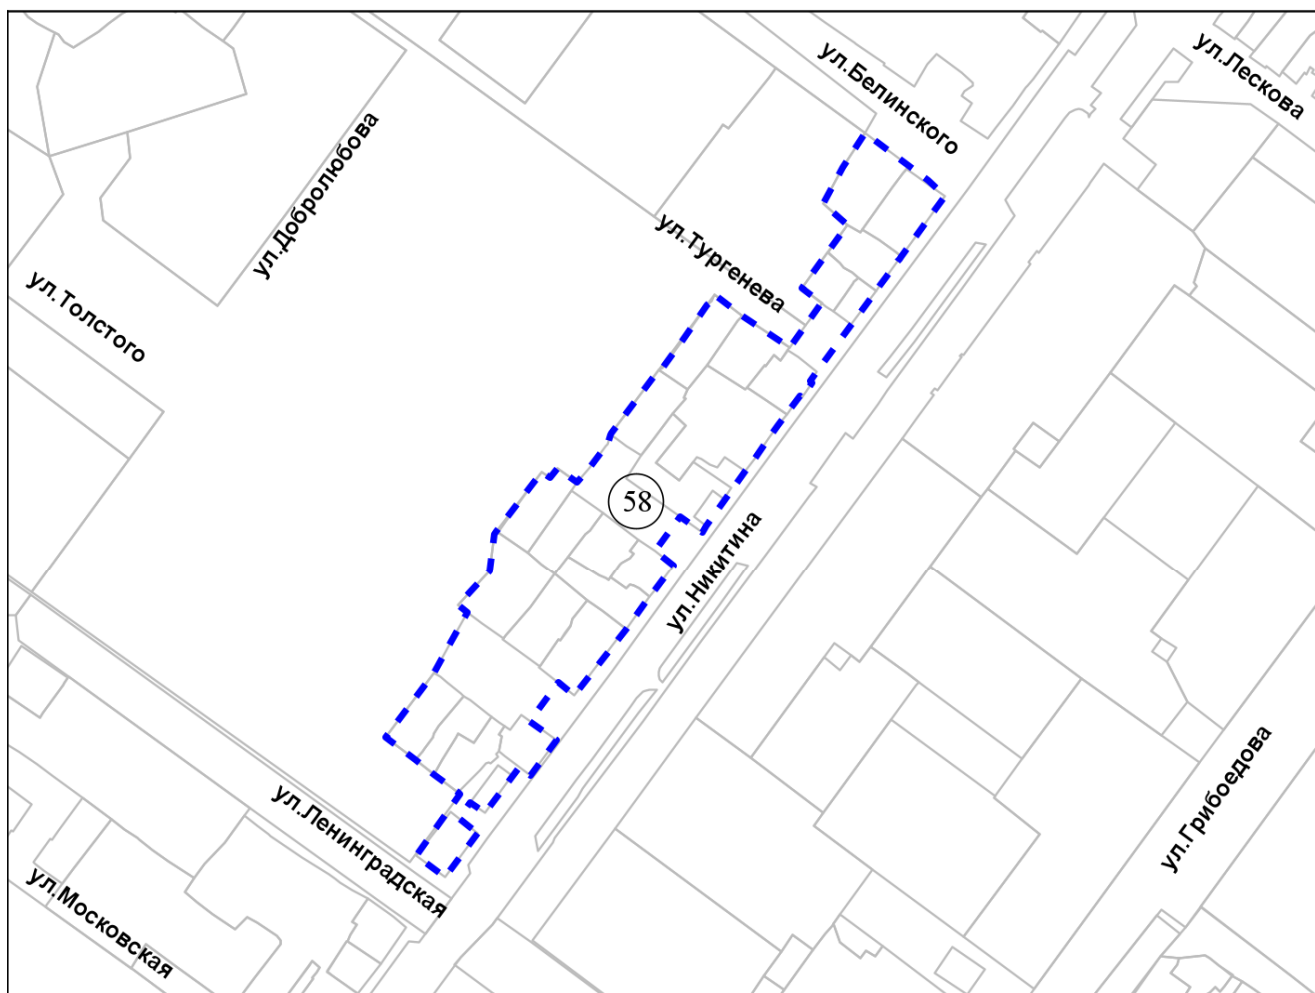 ул.Белинского
ул.Лескова
ул.Добролюбова
ул.Тургенева
ул.Толстого
58
ул.Никитина
ул.Грибоедова
ул.Ленинградская
ул.Московская